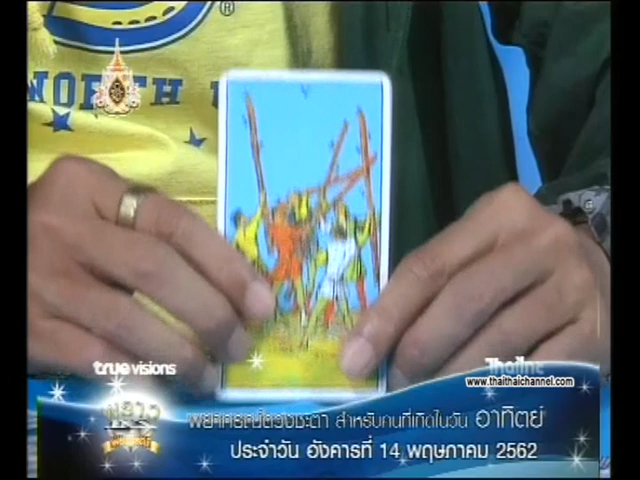 ®
NORTH
V
true visions
ThaiTV
www.thaithaichannel.com
พยากรณ์ดวงชะตา สำหรับคนที่เกิดในวัน อาทิตย์
ประจำวัน อังคารที่ 14 พฤษภาคม 2562